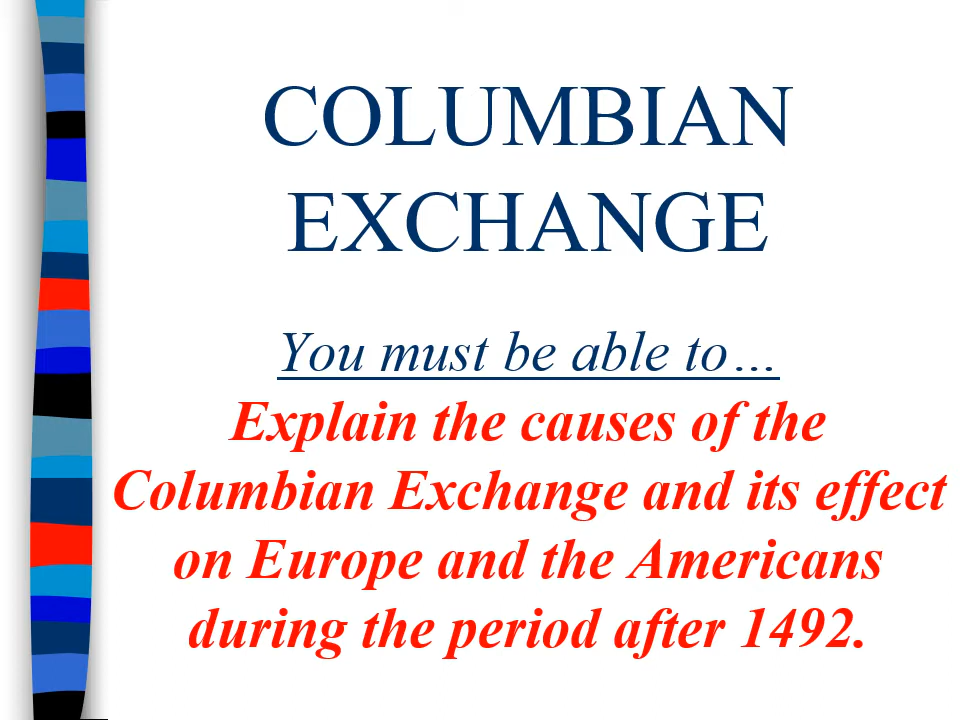 COLUMBIAN
EXCHANGE
You must be able to…
Explain the causes of the
Columbian Exchange and its effect
on Europe and the Americans
during the period after 1492.